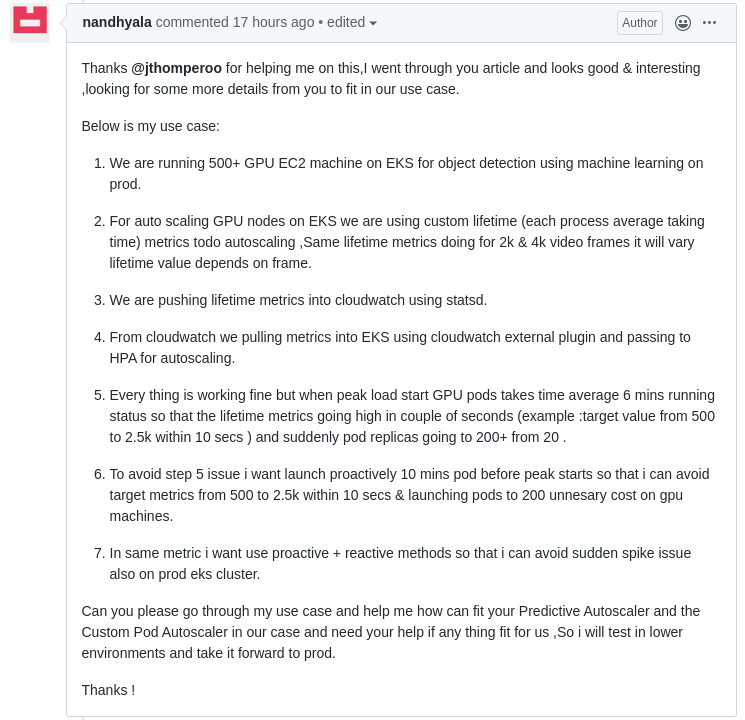 nandhyala commented 17 hours ago • edited
Author
Thanks @jthomperoo for helping me on this,I went through you article and looks good & interesting
,looking for some more details from you to fit in our use case.
Below is my use case:
1. We are running 500+ GPU EC2 machine on EKS for object detection using machine learning on
prod.
2. For auto scaling GPU nodes on EKS we are using custom lifetime (each process average taking
time) metrics todo autoscaling ,Same lifetime metrics doing for 2k & 4k video frames it will vary
lifetime value depends on frame.
3. We are pushing lifetime metrics into cloudwatch using statsd.
4. From cloudwatch we pulling metrics into EKS using cloudwatch external plugin and passing to
HPA for autoscaling.
5. Every thing is working fine but when peak load start GPU pods takes time average 6 mins running
status so that the lifetime metrics going high in couple of seconds (example :target value from 500
to 2.5k within 10 secs ) and suddenly pod replicas going to 200+ from 20 .
6. To avoid step 5 issue i want launch proactively 10 mins pod before peak starts so that i can avoid
target metrics from 500 to 2.5k within 10 secs & launching pods to 200 unnesary cost on gpu
machines.
7. In same metric i want use proactive + reactive methods so that i can avoid sudden spike issue
also on prod eks cluster.
Can you please go through my use case and help me how can fit your Predictive Autoscaler and the
Custom Pod Autoscaler in our case and need your help if any thing fit for us ,So i will test in lower
environments and take it forward to prod.
Thanks !